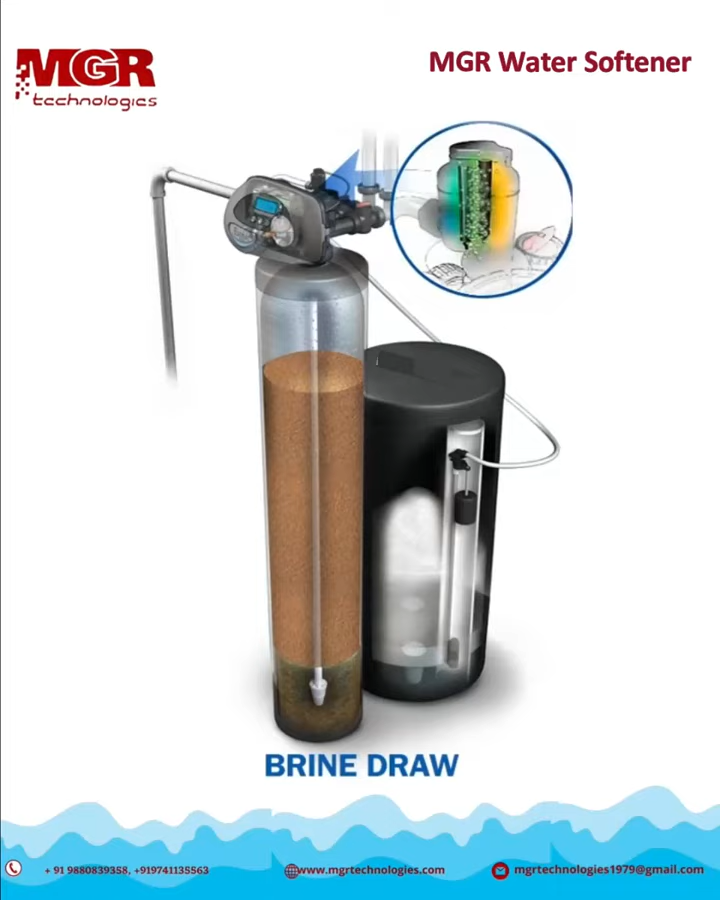 MGR
technologies
MGR Water Softener
BRINE DRAW
+ 91 9880839358, +919741135563
www.mgrtechnologies.com
mgrtechnologies1979@gmail.com